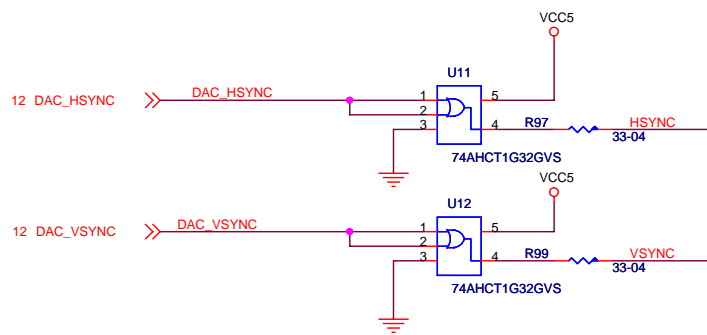 VCC5
U11
12 DAC_HSYNC
DAC_HSYNC
1
2
3
5
4
R97
33-04
HSYNC
74AHCT1G32GVS
VCC5
U12
12 DAC_VSYNC
DAC_VSYNC
1
2
3
5
4
R99
33-04
VSYNC
74AHCT1G32GVS